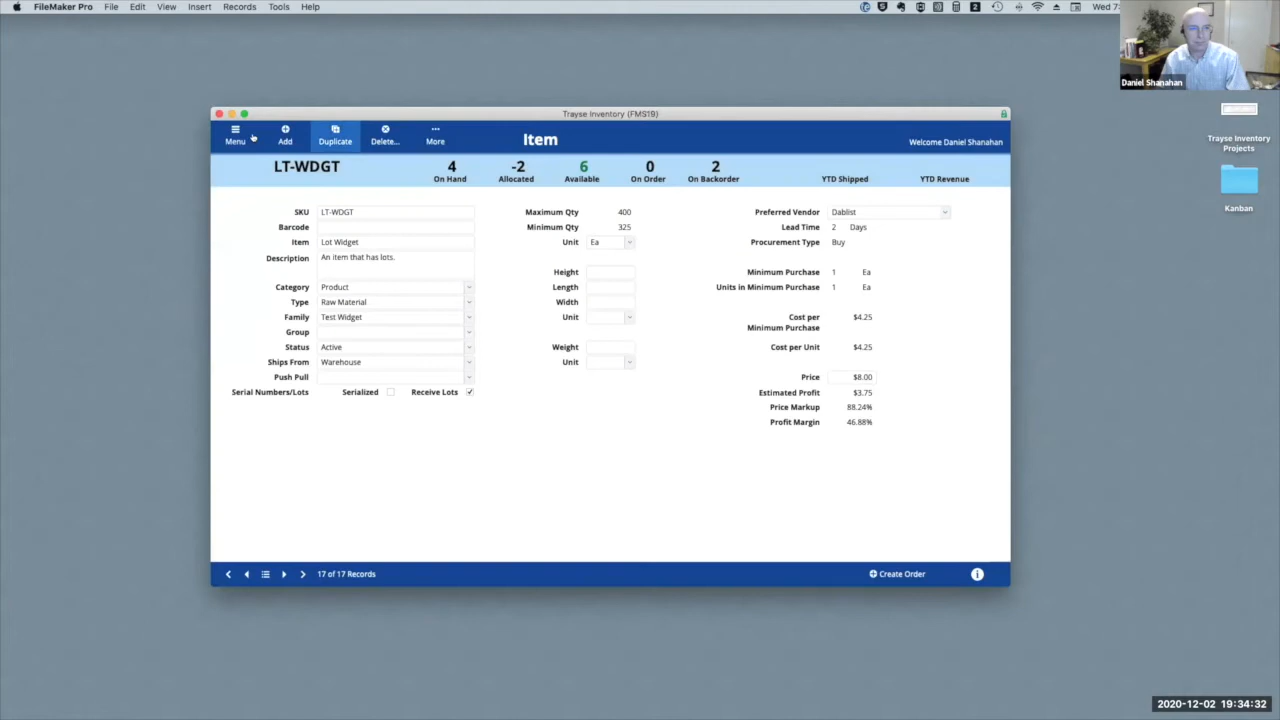 FileMaker Pro File Edit View Insert Records Tools Help
2 Wed 7:
Daniel Shanahan
Trayse Inventory
Projects
Kanban
Trayse Inventory (FMS19)
Menu Add Duplicate Delete... More Item Welcome Daniel Shanahan
LT-WDGT 4 -2 6 0 2
On Hand Allocated Available On Order On Backorder YTD Shipped YTD Revenue
SKU LT-WDGT Maximum Qty 400 Preferred Vendor Dablist
Barcode Minimum Qty 325 Lead Time 2 Days
Item Lot Widget Unit Ea Procurement Type Buy
Description An item that has lots.
Height Minimum Purchase 1 Ea
Category Product Length Units in Minimum Purchase 1 Ea
Type Raw Material Width
Family Test Widget Unit Cost per $4.25
Minimum Purchase
Group
Status Active Weight Cost per Unit $4.25
Ships From Warehouse Unit
Push Pull Price $8.00
Serial Numbers/Lots Serialized Receive Lots Estimated Profit $3.75
Price Markup 88.24%
Profit Margin 46.88%
17 of 17 Records Create Order i
2020-12-02 19:34:32